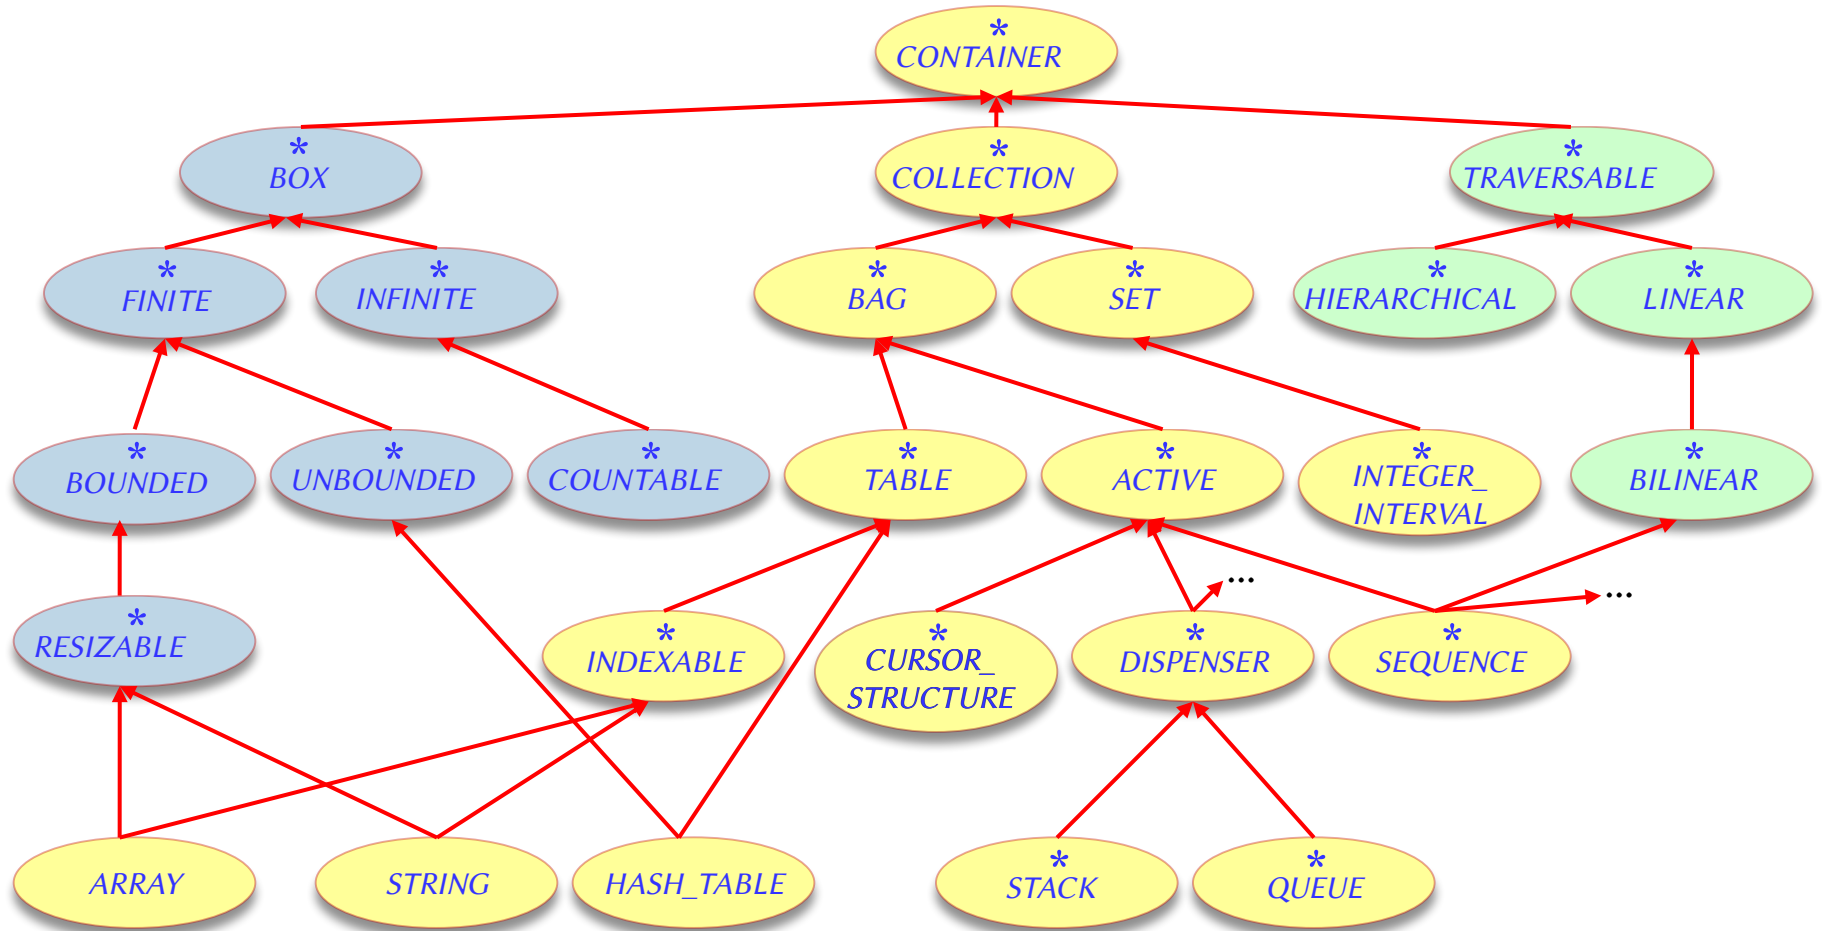 *
CONTAINER
*
BOX
*
COLLECTION
*
TRAVERSABLE
*
FINITE
*
INFINITE
*
BAG
*
SET
*
HIERARCHICAL
*
LINEAR
*
BOUNDED
*
UNBOUNDED
*
COUNTABLE
*
TABLE
*
ACTIVE
*
INTEGER_
INTERVAL
*
BILINEAR
...
...
*
RESIZABLE
*
INDEXABLE
*
CURSOR_
STRUCTURE
*
DISPENSER
*
SEQUENCE
ARRAY
STRING
HASH_TABLE
*
STACK
*
QUEUE